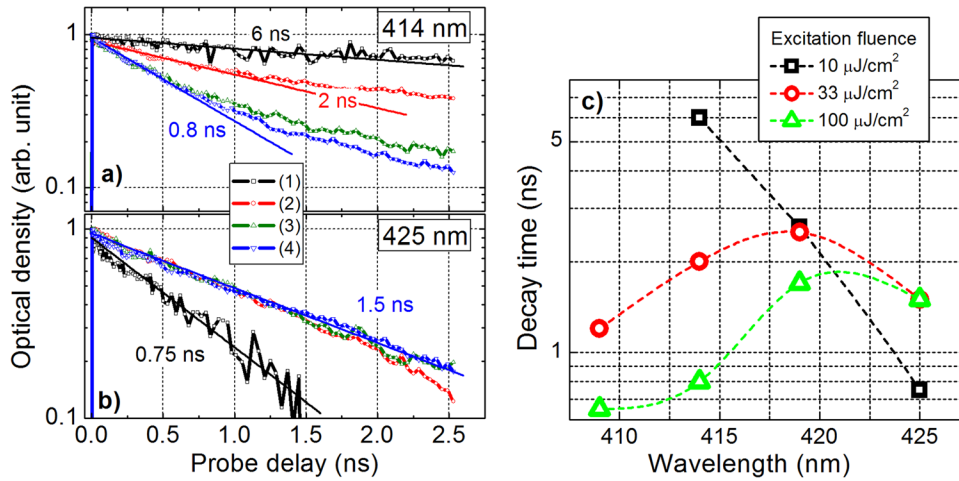 414 nm
6 ns
2 ns
0.8 ns
a)
1
0.1
Optical density (arb. unit)
(1)
(2)
(3)
(4)
425 nm
1.5 ns
0.75 ns
b)
1
0.1
0.0 0.5 1.0 1.5 2.0 2.5
Probe delay (ns)
c)
Excitation fluence
10 μJ/cm²
33 μJ/cm²
100 μJ/cm²
5
1
Decay time (ns)
410 415 420 425
Wavelength (nm)